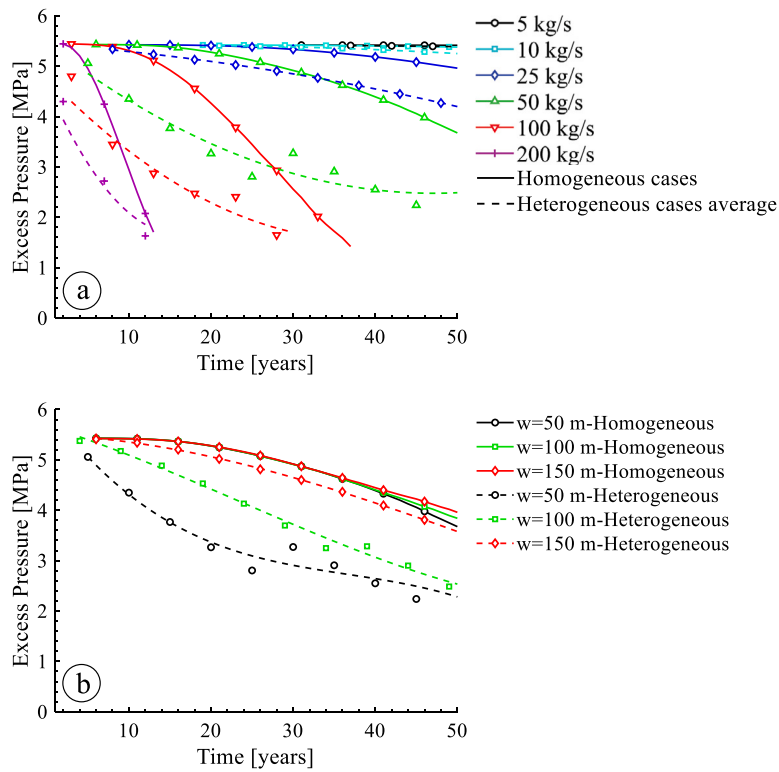 6
5
4
3
2
1
0
Excess Pressure [MPa]
a
10
20
30
40
50
Time [years]
5 kg/s
10 kg/s
25 kg/s
50 kg/s
100 kg/s
200 kg/s
Homogeneous cases
Heterogeneous cases average
6
5
4
3
2
1
0
Excess Pressure [MPa]
b
10
20
30
40
50
Time [years]
w=50 m-Homogeneous
w=100 m-Homogeneous
w=150 m-Homogeneous
w=50 m-Heterogeneous
w=100 m-Heterogeneous
w=150 m-Heterogeneous